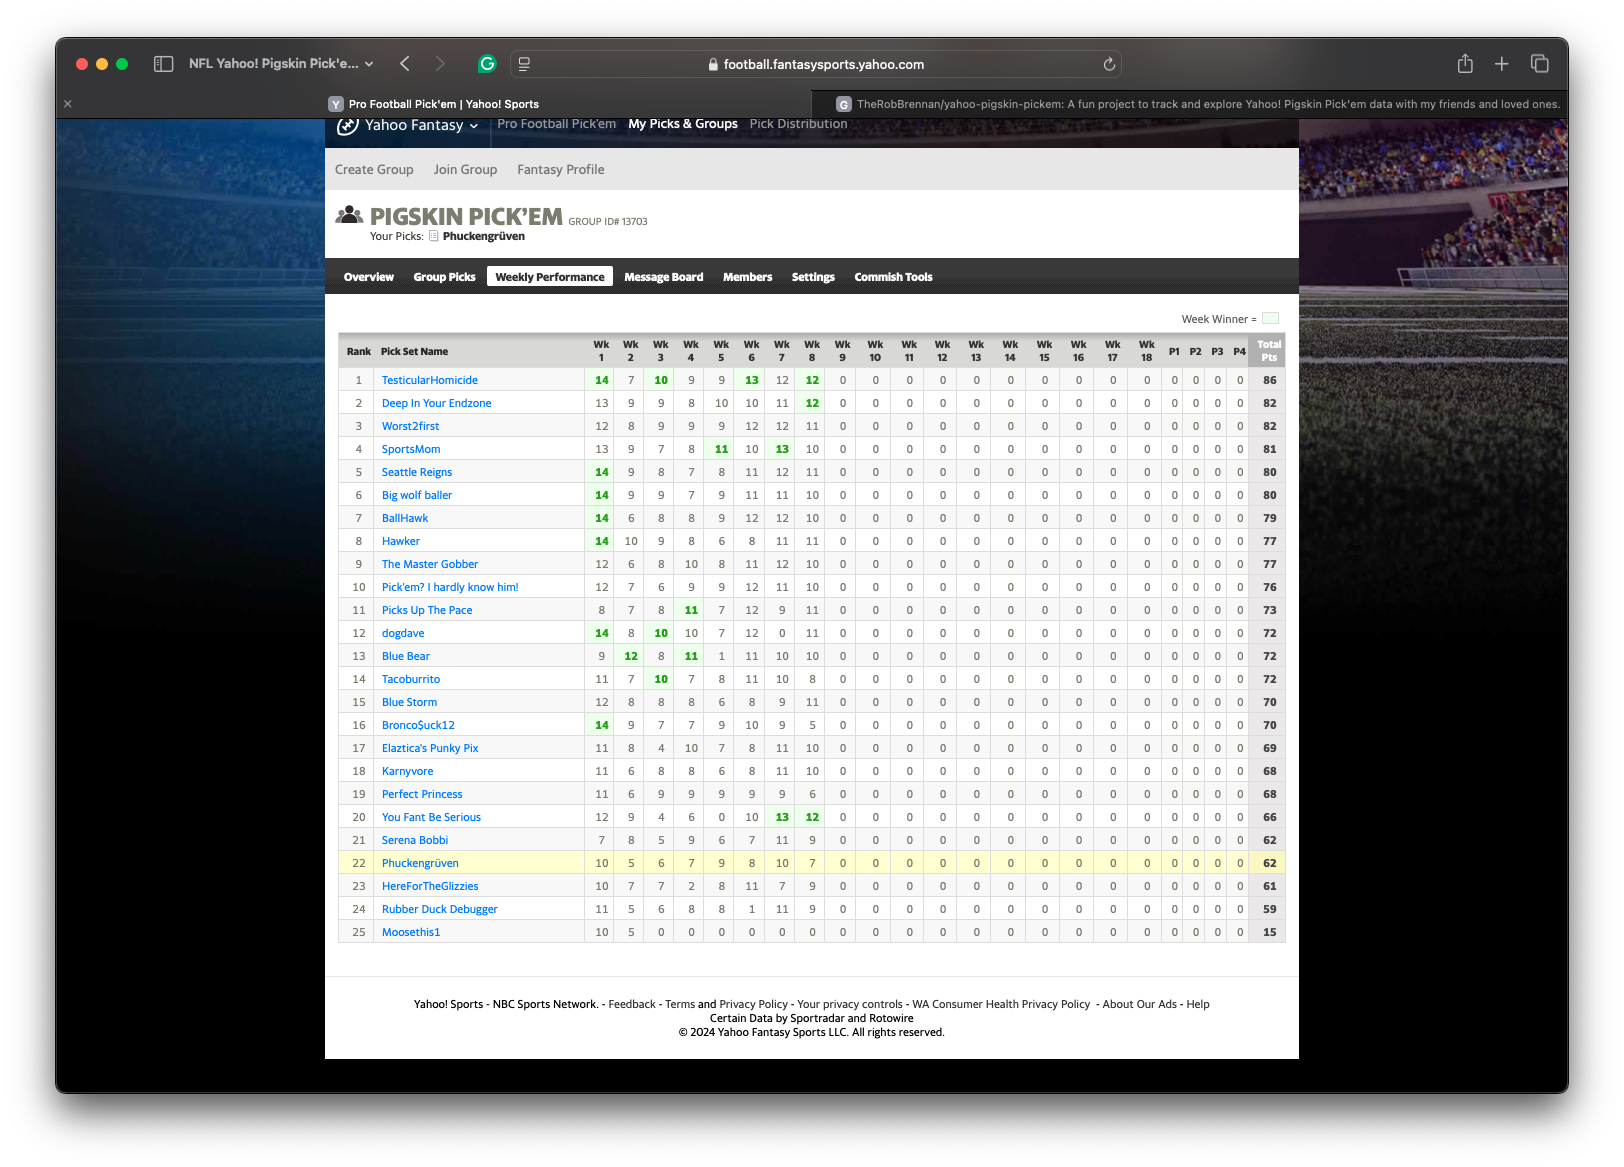 NFL Yahoo! Pigskin Pick'e...
football.fantasysports.yahoo.com
Pro Football Pick'em | Yahoo! Sports
TheRobBrennan/yahoo-pigskin-pickem: A fun project to track and explore Yahoo! Pigskin Pick'em data with my friends and loved ones.
Yahoo Fantasy Pro Football Pick'em My Picks & Groups Pick Distribution
Create Group Join Group Fantasy Profile
PIGSKIN PICK'EM GROUP ID# 13703
Your Picks: Phuckengrüven
Overview Group Picks Weekly Performance Message Board Members Settings Commish Tools
Week Winner =
Rank Pick Set Name Wk 1 Wk 2 Wk 3 Wk 4 Wk 5 Wk 6 Wk 7 Wk 8 Wk 9 Wk 10 Wk 11 Wk 12 Wk 13 Wk 14 Wk 15 Wk 16 Wk 17 Wk 18 P1 P2 P3 P4 Total Pts
1 TesticularHomicide 14 7 10 9 9 13 12 12 0 0 0 0 0 0 0 0 0 0 0 0 0 0 86
2 Deep In Your Endzone 13 9 9 8 10 10 11 12 0 0 0 0 0 0 0 0 0 0 0 0 0 0 82
3 Worst2first 12 8 9 9 9 12 12 11 0 0 0 0 0 0 0 0 0 0 0 0 0 0 82
4 SportsMom 13 9 7 8 11 10 13 10 0 0 0 0 0 0 0 0 0 0 0 0 0 0 81
5 Seattle Reigns 14 9 8 7 8 11 12 11 0 0 0 0 0 0 0 0 0 0 0 0 0 0 80
6 Big wolf baller 14 9 9 7 9 11 11 10 0 0 0 0 0 0 0 0 0 0 0 0 0 0 80
7 BallHawk 14 6 8 8 9 12 12 10 0 0 0 0 0 0 0 0 0 0 0 0 0 0 79
8 Hawker 14 10 9 8 6 8 11 11 0 0 0 0 0 0 0 0 0 0 0 0 0 0 77
9 The Master Gobber 12 6 8 10 8 11 12 10 0 0 0 0 0 0 0 0 0 0 0 0 0 0 77
10 Pick'em? I hardly know him! 12 7 6 9 9 12 11 10 0 0 0 0 0 0 0 0 0 0 0 0 0 0 76
11 Picks Up The Pace 8 7 8 11 7 12 9 11 0 0 0 0 0 0 0 0 0 0 0 0 0 0 73
12 dogdave 14 8 10 10 7 12 0 11 0 0 0 0 0 0 0 0 0 0 0 0 0 0 72
13 Blue Bear 9 12 8 11 1 11 10 10 0 0 0 0 0 0 0 0 0 0 0 0 0 0 72
14 Tacoburrito 11 7 10 7 8 11 10 8 0 0 0 0 0 0 0 0 0 0 0 0 0 0 72
15 Blue Storm 12 8 8 8 6 8 9 11 0 0 0 0 0 0 0 0 0 0 0 0 0 0 70
16 Bronco$uck12 14 9 7 7 9 10 9 5 0 0 0 0 0 0 0 0 0 0 0 0 0 0 70
17 Elaztica's Punky Pix 11 8 4 10 7 8 11 10 0 0 0 0 0 0 0 0 0 0 0 0 0 0 69
18 Karnyvore 11 6 8 8 6 8 11 10 0 0 0 0 0 0 0 0 0 0 0 0 0 0 68
19 Perfect Princess 11 6 9 9 9 9 9 6 0 0 0 0 0 0 0 0 0 0 0 0 0 0 68
20 You Fant Be Serious 12 9 4 6 0 10 13 12 0 0 0 0 0 0 0 0 0 0 0 0 0 0 66
21 Serena Bobbi 7 8 5 9 6 7 11 9 0 0 0 0 0 0 0 0 0 0 0 0 0 0 62
22 Phuckengrüven 10 5 6 7 9 8 10 7 0 0 0 0 0 0 0 0 0 0 0 0 0 0 62
23 HereForTheGlizzies 10 7 7 2 8 11 7 9 0 0 0 0 0 0 0 0 0 0 0 0 0 0 61
24 Rubber Duck Debugger 11 5 6 8 8 1 11 9 0 0 0 0 0 0 0 0 0 0 0 0 0 0 59
25 Moosethis1 10 5 0 0 0 0 0 0 0 0 0 0 0 0 0 0 0 0 0 0 0 0 15
Yahoo! Sports - NBC Sports Network. - Feedback - Terms and Privacy Policy - Your privacy controls - WA Consumer Health Privacy Policy - About Our Ads - Help
Certain Data by Sportradar and Rotowire
© 2024 Yahoo Fantasy Sports LLC. All rights reserved.